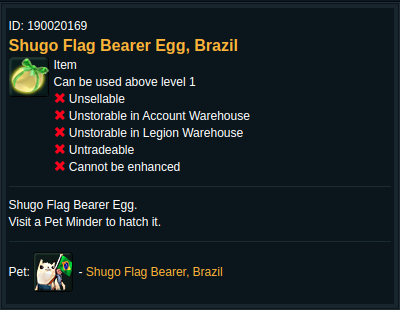 ID: 190020169
Shugo Flag Bearer Egg, Brazil
Item
Can be used above level 1
Unsellable
Unstorable in Account Warehouse
Unstorable in Legion Warehouse
Untradeable
Cannot be enhanced
Shugo Flag Bearer Egg.
Visit a Pet Minder to hatch it.
Pet: - Shugo Flag Bearer, Brazil